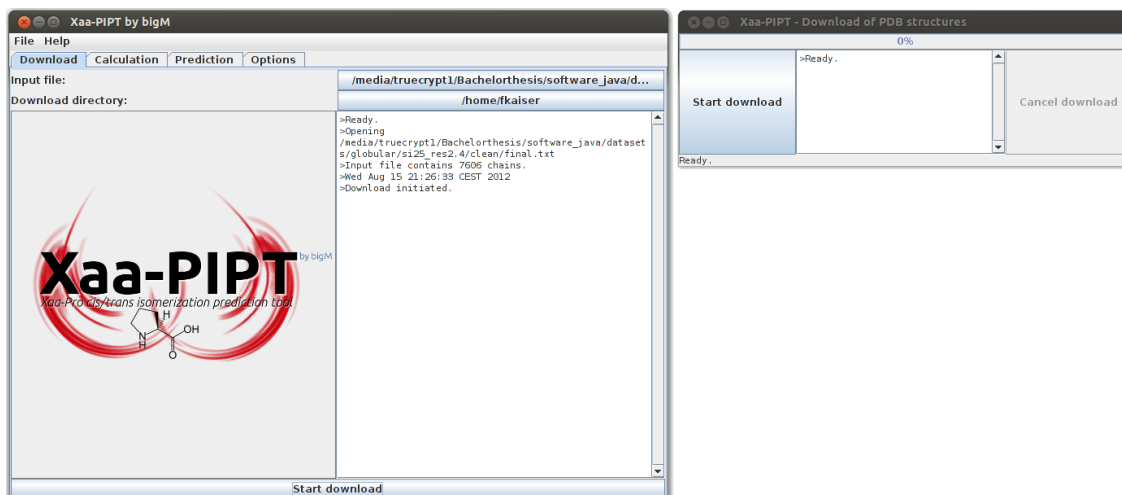 Xaa-PIPT by bigM
File Help
Download Calculation Prediction Options
Input file:
/media/truecrypt1/Bachelorthesis/software_java/d...
Download directory:
/home/fkaiser
Xaa-PIPT
by bigM
Xaa-Pro cis/trans isomerization prediction tool
H
OH
N
H
O
>Ready.
>Opening
/media/truecrypt1/Bachelorthesis/software_java/dataset
s/globular/si25_res2.4/clean/final.txt
>Input file contains 7606 chains.
>Wed Aug 15 21:26:33 CEST 2012
>Download initiated.
Start download
Xaa-PIPT - Download of PDB structures
0%
Start download
>Ready.
Cancel download
Ready.